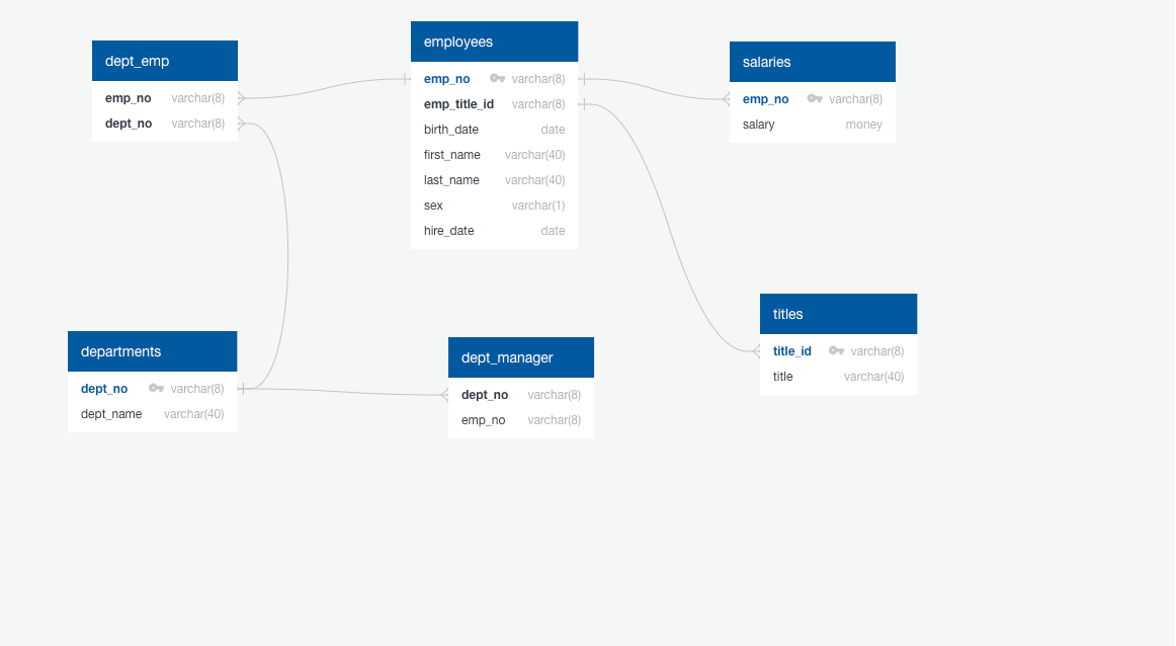 dept_emp
emp_no varchar(8)
dept_no varchar(8)
employees
emp_no varchar(8)
emp_title_id varchar(8)
birth_date date
first_name varchar(40)
last_name varchar(40)
sex varchar(1)
hire_date date
salaries
emp_no varchar(8)
salary money
departments
dept_no varchar(8)
dept_name varchar(40)
dept_manager
dept_no varchar(8)
emp_no varchar(8)
titles
title_id varchar(8)
title varchar(40)